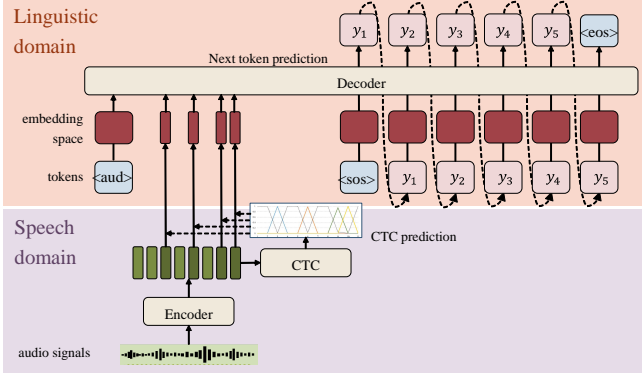 Linguistic
domain
y₁ y₂ y₃ y₄ y₅ <eos>
Next token prediction
Decoder
embedding
space
tokens
<aud>
<sos> y₁ y₂ y₃ y₄ y₅
Speech
domain
CTC prediction
CTC
Encoder
audio signals